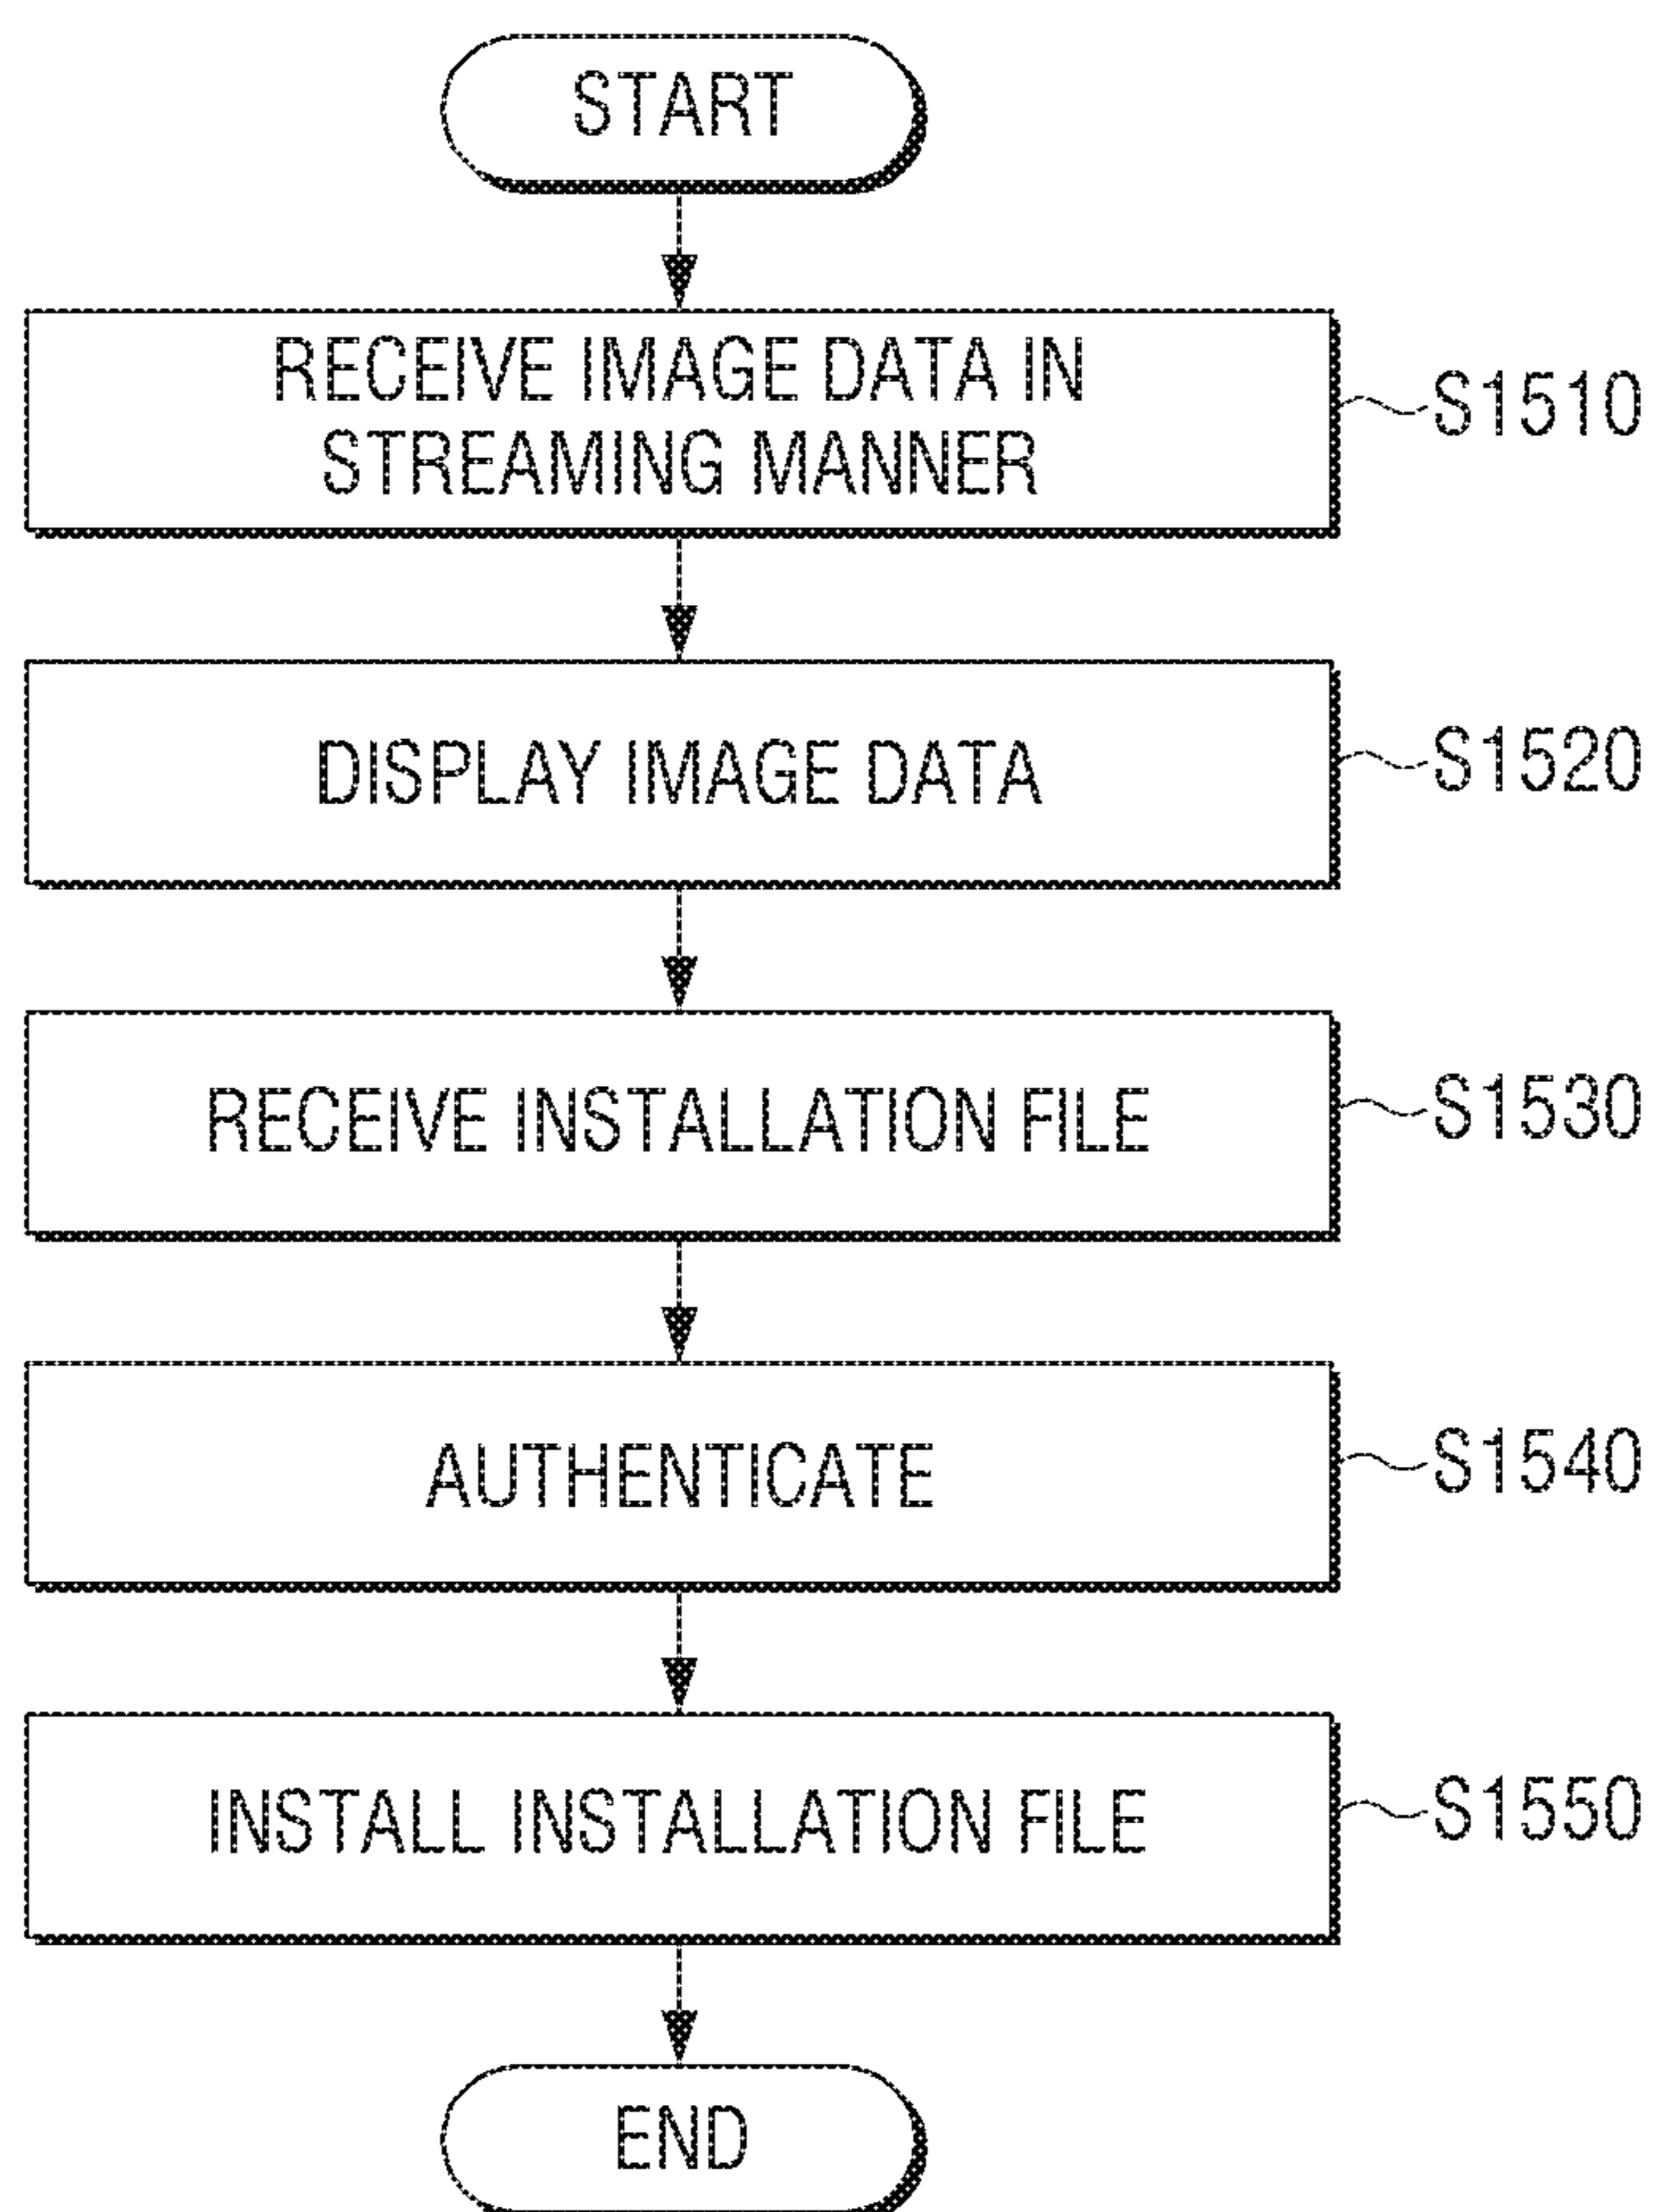 START
RECEIVE IMAGE DATA IN
STREAMING MANNER
S1510
DISPLAY IMAGE DATA
S1520
RECEIVE INSTALLATION FILE
S1530
AUTHENTICATE
S1540
INSTALL INSTALLATION FILE
S1550
END